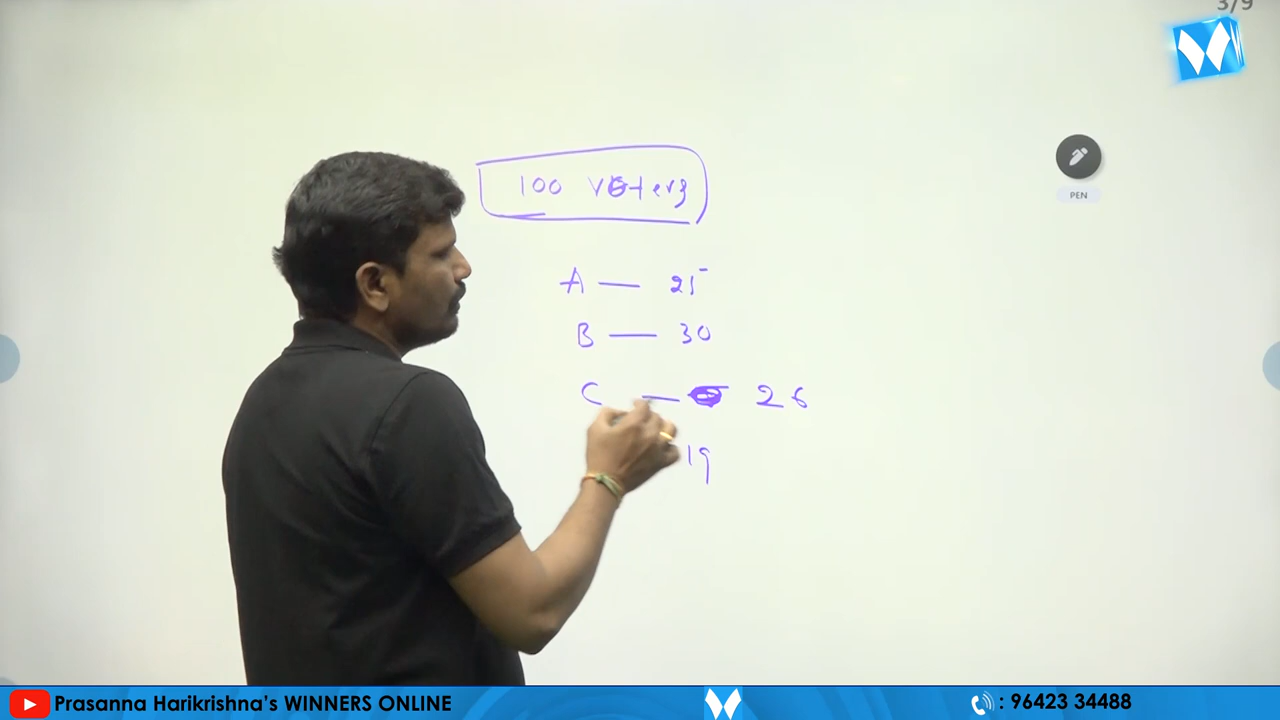 3/9
100 Voters
PEN
A — 25
B — 30
C — 26
19
Prasanna Harikrishna's WINNERS ONLINE
: 96423 34488